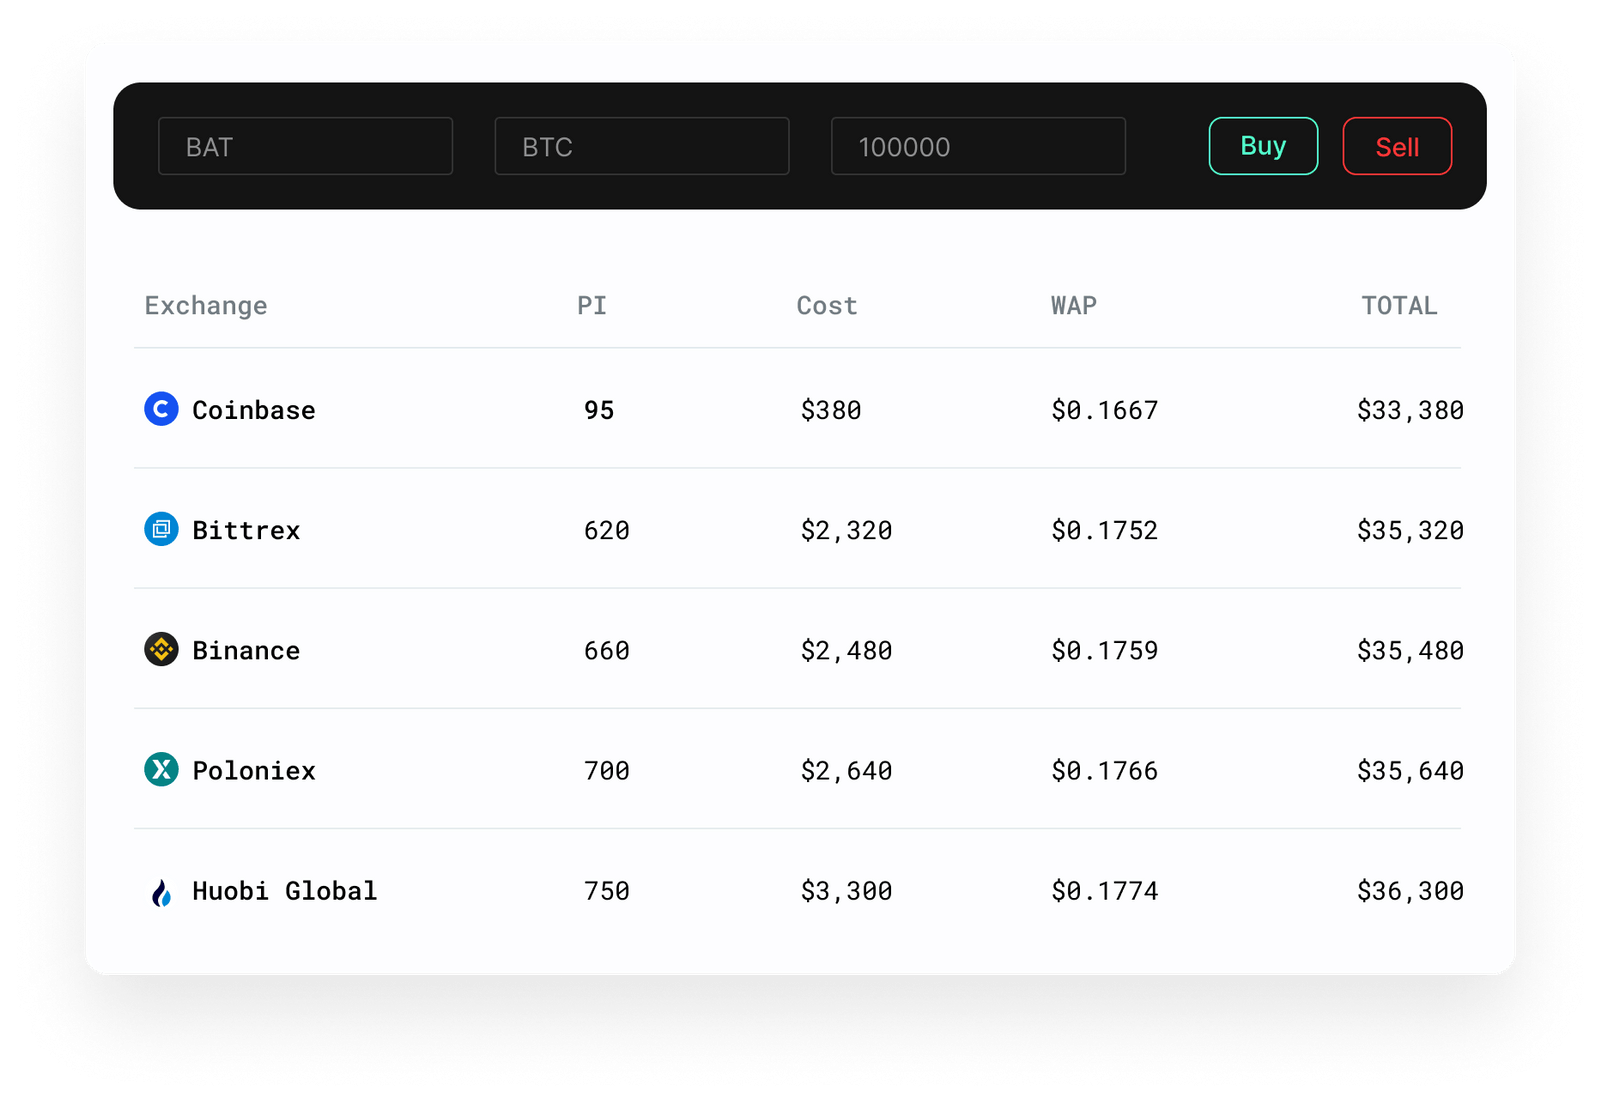 BAT BTC 100000 Buy Sell
Exchange PI Cost WAP TOTAL
Coinbase 95 $380 $0.1667 $33,380
Bittrex 620 $2,320 $0.1752 $35,320
Binance 660 $2,480 $0.1759 $35,480
Poloniex 700 $2,640 $0.1766 $35,640
Huobi Global 750 $3,300 $0.1774 $36,300